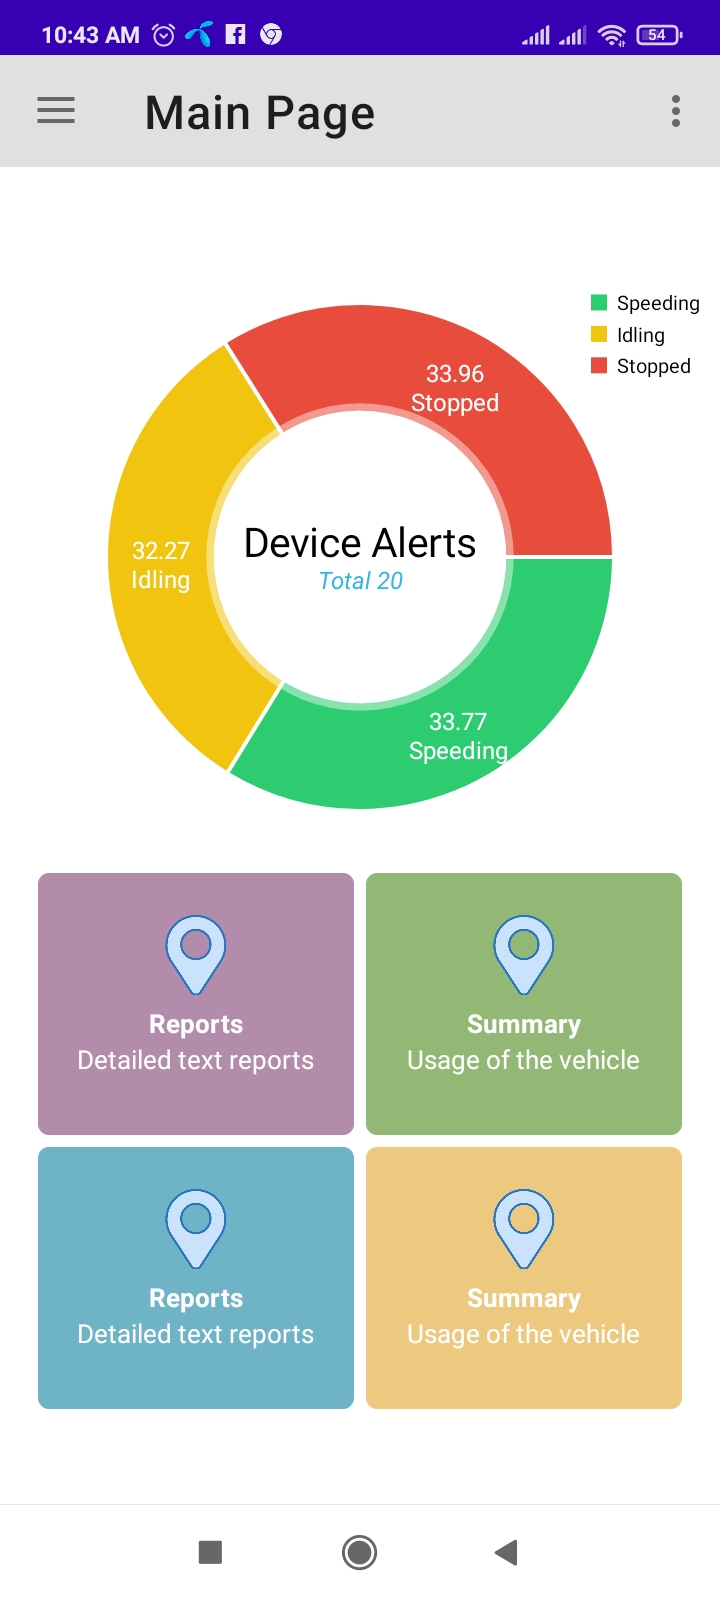 10:43 AM
54
Main Page
Speeding
Idling
Stopped
33.96
Stopped
32.27
Idling
Device Alerts
Total 20
33.77
Speeding
Reports
Detailed text reports
Summary
Usage of the vehicle
Reports
Detailed text reports
Summary
Usage of the vehicle